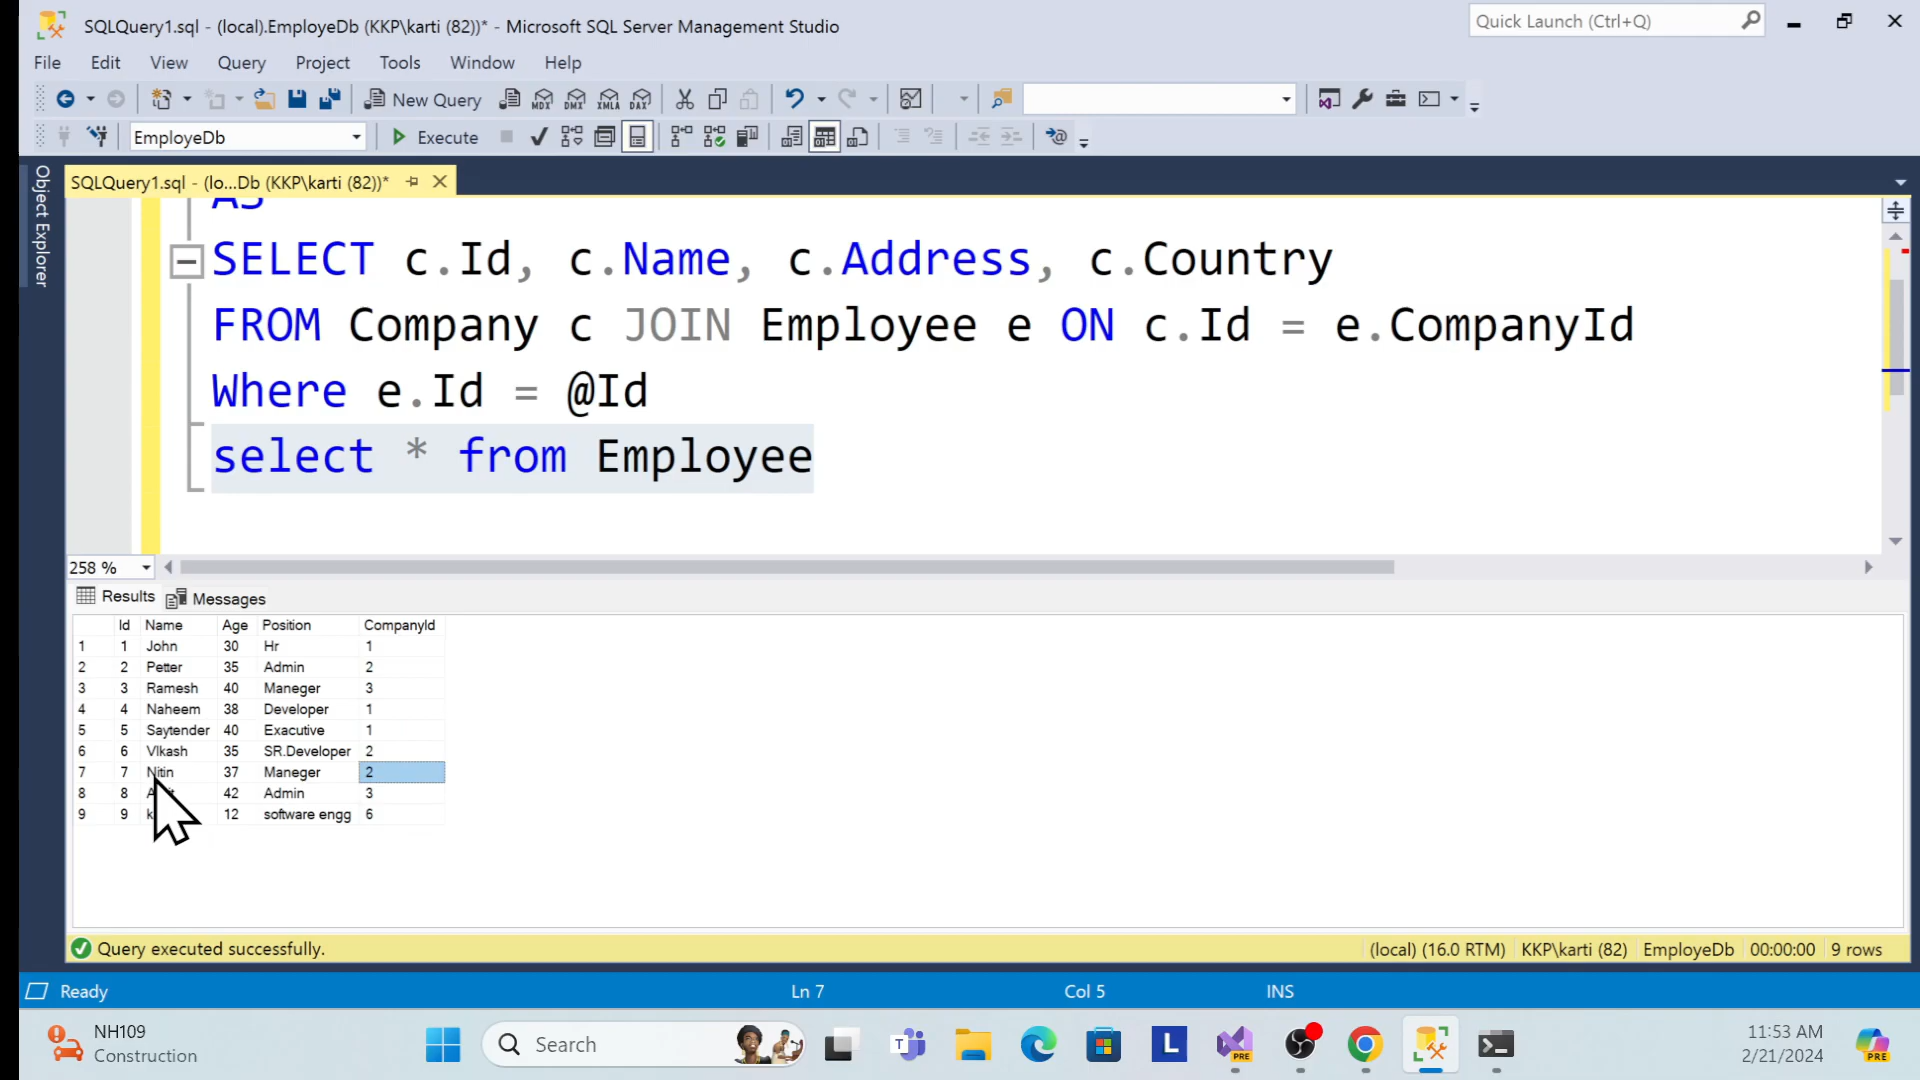 SQLQuery1.sql - (local).EmployeDb (KKP\karti (82))* - Microsoft SQL Server Management Studio
Quick Launch (Ctrl+Q)
File Edit View Query Project Tools Window Help
New Query MDX DMX XMLA DAX
EmployeDb Execute
Object Explorer
SQLQuery1.sql - (lo...Db (KKP\karti (82))*
AS
SELECT c.Id, c.Name, c.Address, c.Country
FROM Company c JOIN Employee e ON c.Id = e.CompanyId
Where e.Id = @Id
select * from Employee
258 %
Results Messages
Id Name Age Position CompanyId
1 1 John 30 Hr 1
2 2 Petter 35 Admin 2
3 3 Ramesh 40 Maneger 3
4 4 Naheem 38 Developer 1
5 5 Saytender 40 Exacutive 1
6 6 VIkash 35 SR.Developer 2
7 7 Nitin 37 Maneger 2
8 8 42 Admin 3
9 9 12 software engg 6
Query executed successfully.
(local) (16.0 RTM) KKP\karti (82) EmployeDb 00:00:00 9 rows
Ready Ln 7 Col 5 INS
NH109
Construction
Search
T L PRE
11:53 AM
2/21/2024
PRE